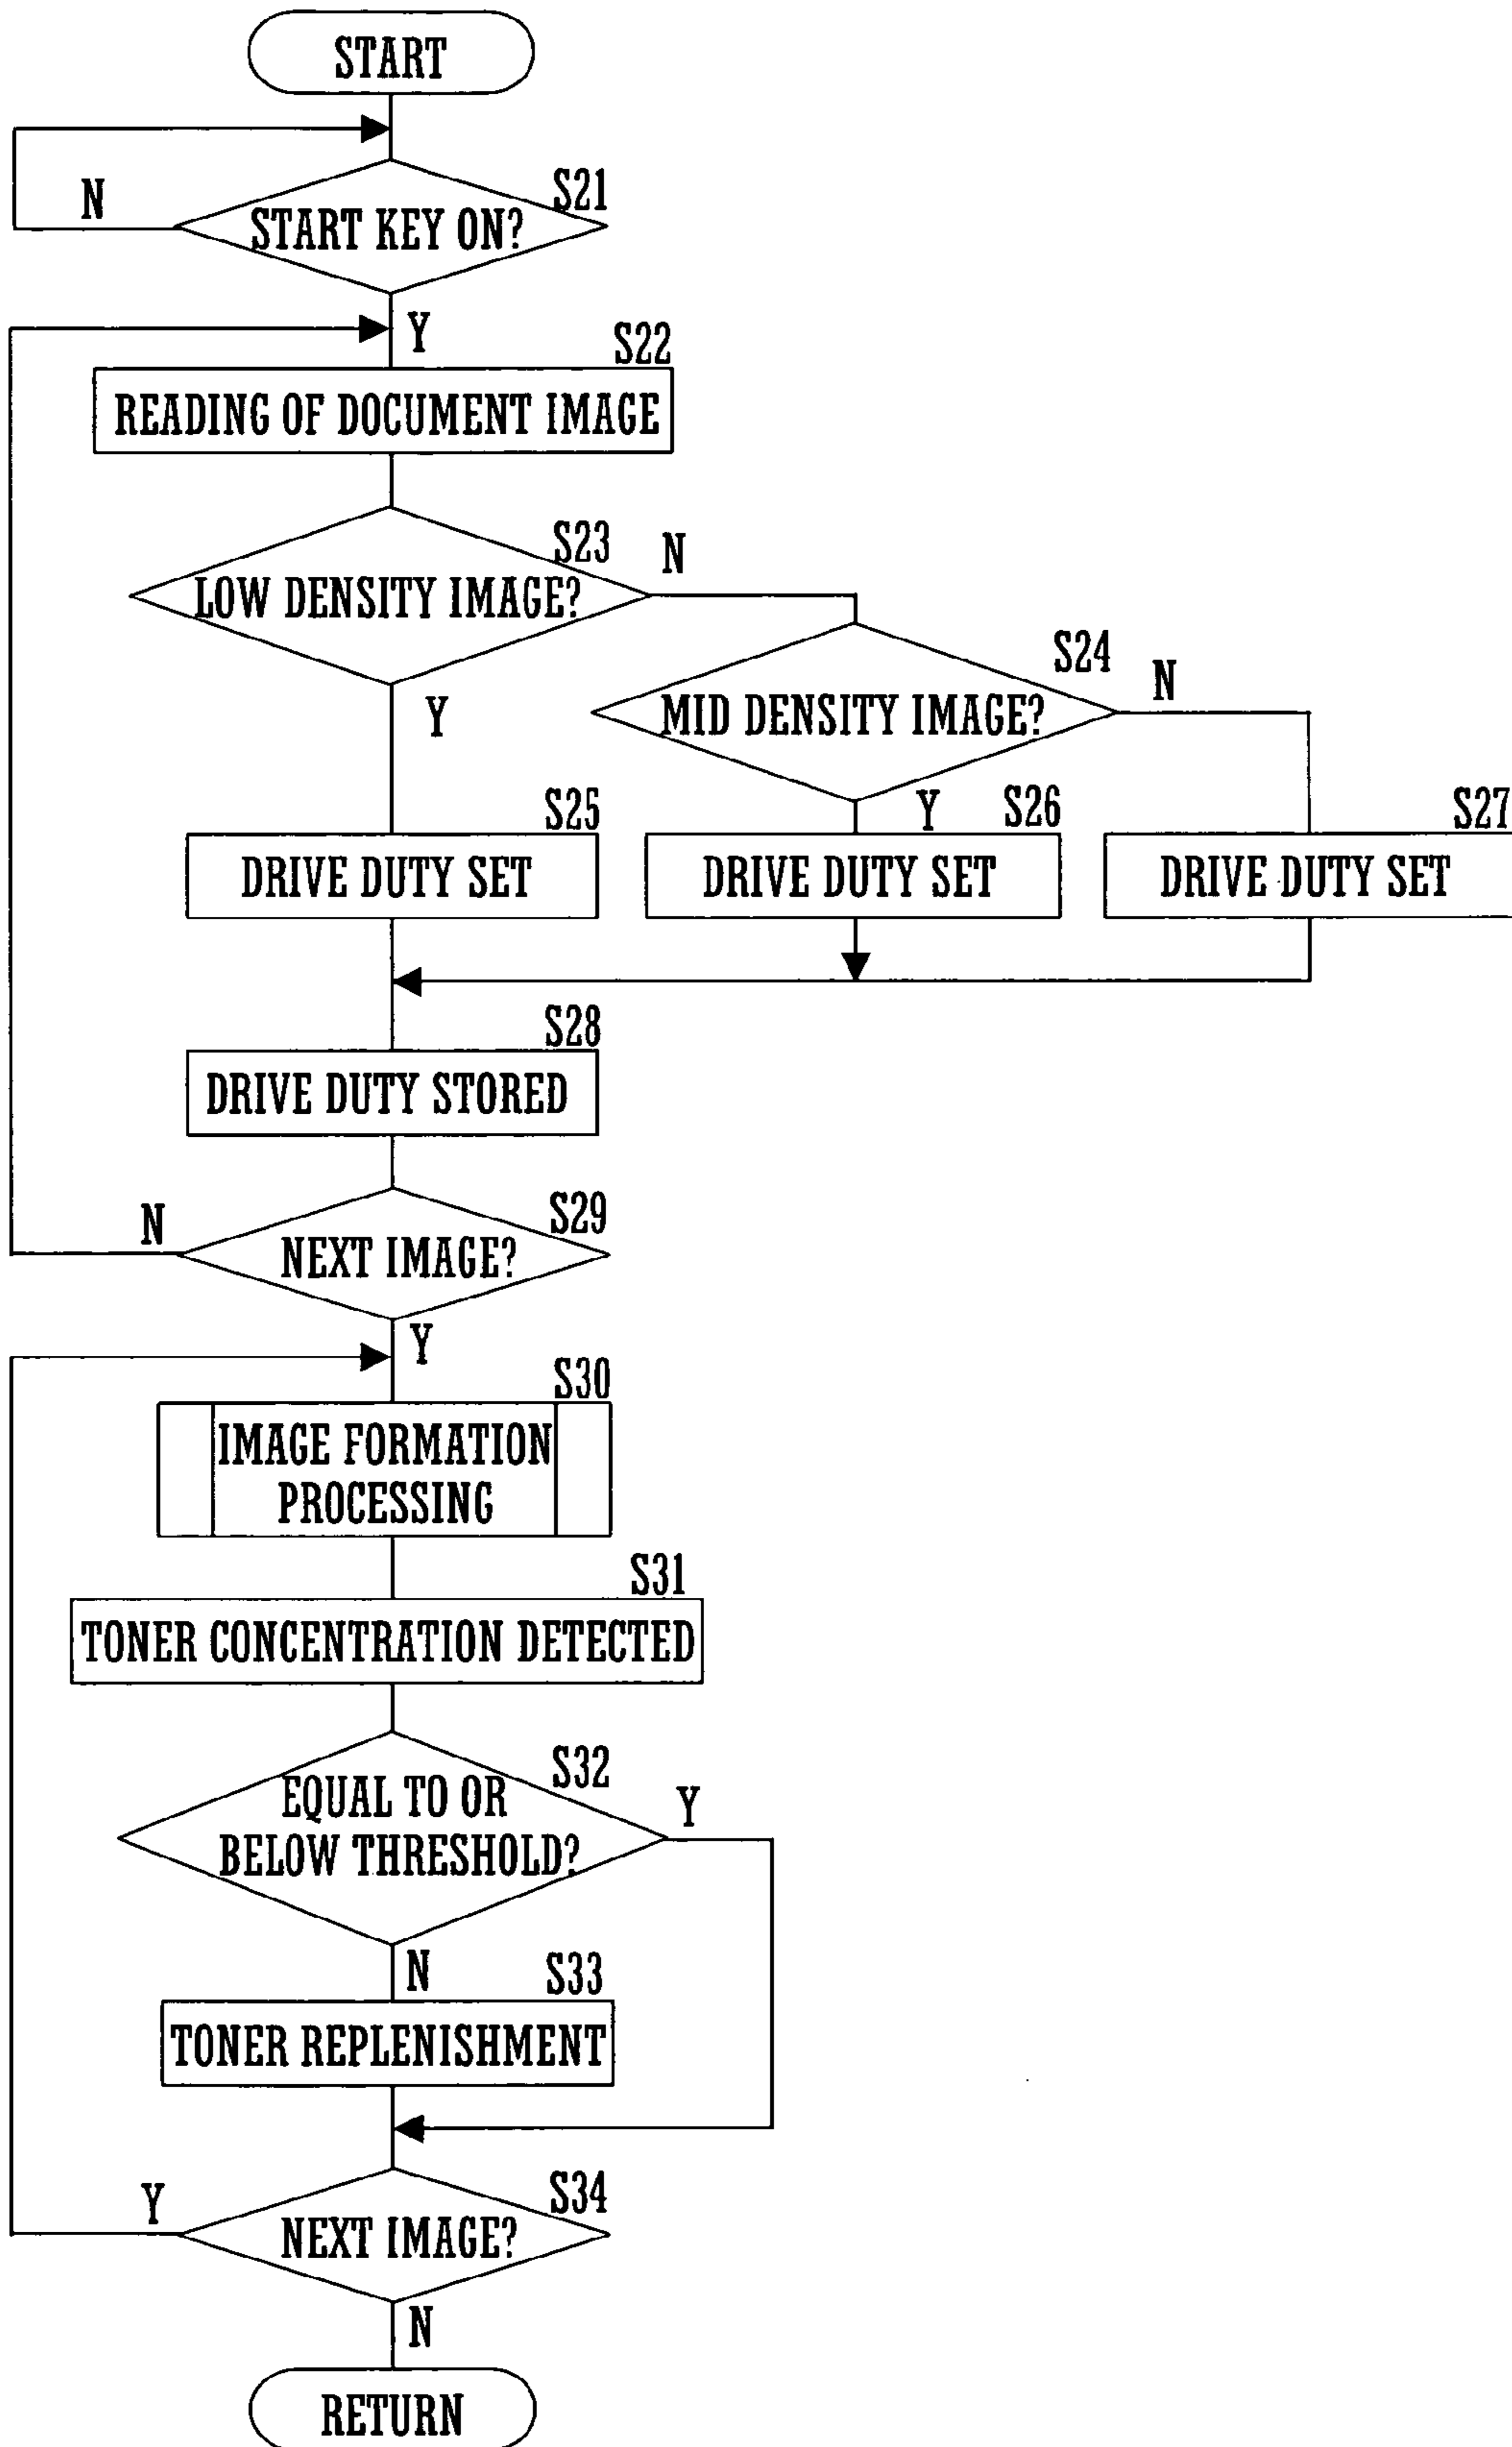 START
N
S21
START KEY ON?
Y
S22
READING OF DOCUMENT IMAGE
S23
N
LOW DENSITY IMAGE?
Y
S24
N
MID DENSITY IMAGE?
Y
S25
S26
S27
DRIVE DUTY SET
DRIVE DUTY SET
DRIVE DUTY SET
S28
DRIVE DUTY STORED
N
S29
NEXT IMAGE?
Y
S30
IMAGE FORMATION
PROCESSING
S31
TONER CONCENTRATION DETECTED
S32
Y
EQUAL TO OR
BELOW THRESHOLD?
N
S33
TONER REPLENISHMENT
Y
S34
NEXT IMAGE?
N
RETURN